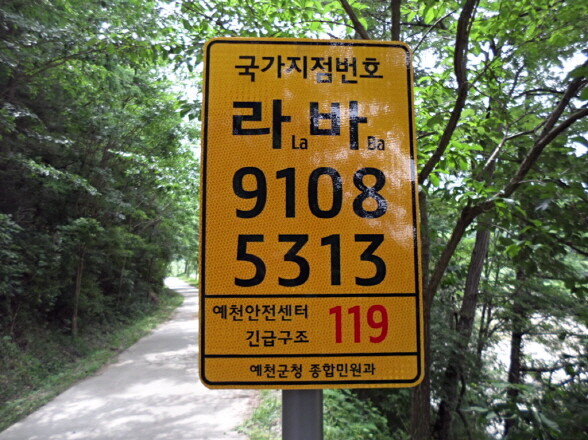 국가지점번호
라La 바Ba
9108
5313
예천안전센터
긴급구조 119
예천군청 종합민원과